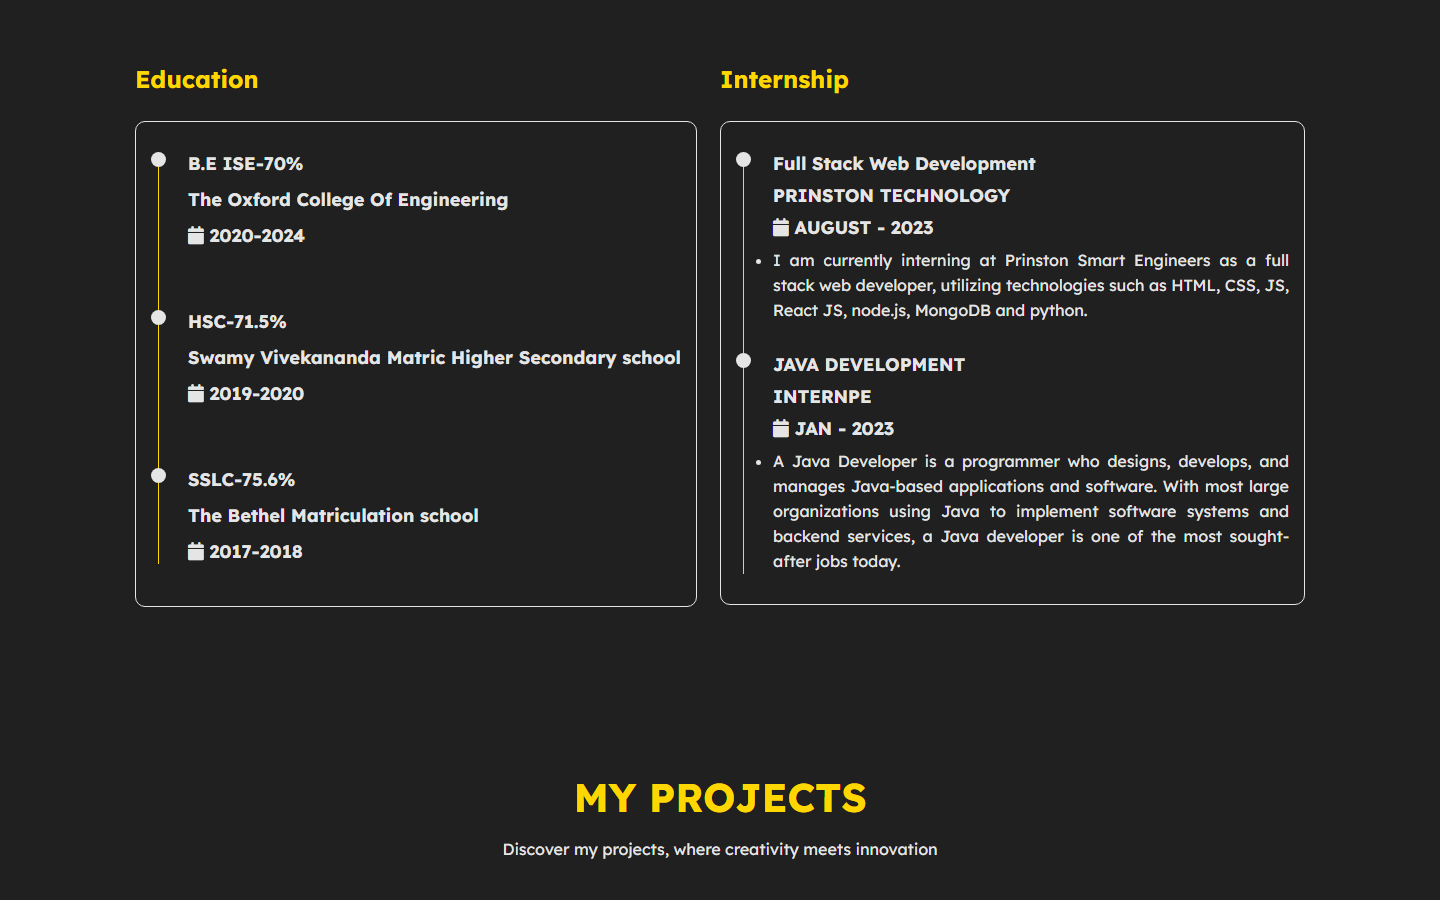 Education
B.E ISE-70%
The Oxford College Of Engineering
2020-2024
HSC-71.5%
Swamy Vivekananda Matric Higher Secondary school
2019-2020
SSLC-75.6%
The Bethel Matriculation school
2017-2018
Internship
Full Stack Web Development
PRINSTON TECHNOLOGY
AUGUST - 2023
• I am currently interning at Prinston Smart Engineers as a full
stack web developer, utilizing technologies such as HTML, CSS, JS,
React JS, node.js, MongoDB and python.
JAVA DEVELOPMENT
INTERNPE
JAN - 2023
• A Java Developer is a programmer who designs, develops, and
manages Java-based applications and software. With most large
organizations using Java to implement software systems and
backend services, a Java developer is one of the most sought-
after jobs today.
MY PROJECTS
Discover my projects, where creativity meets innovation